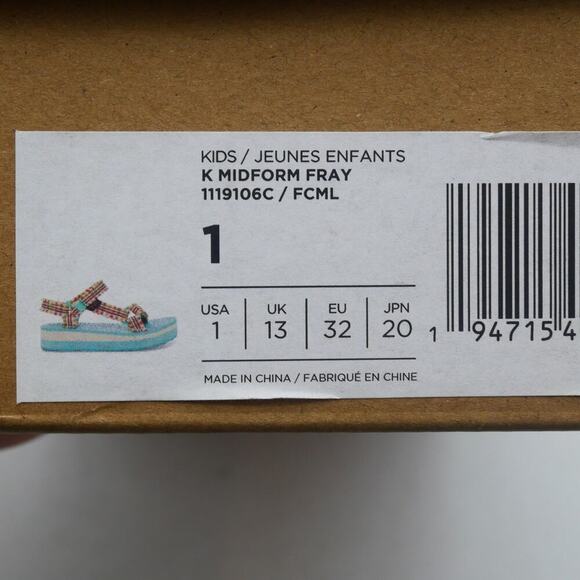 KIDS / JEUNES ENFANTS
K MIDFORM FRAY
1119106C / FCML
1
USA UK EU JPN
1 13 32 20
MADE IN CHINA / FABRIQUÉ EN CHINE
1 94715 4